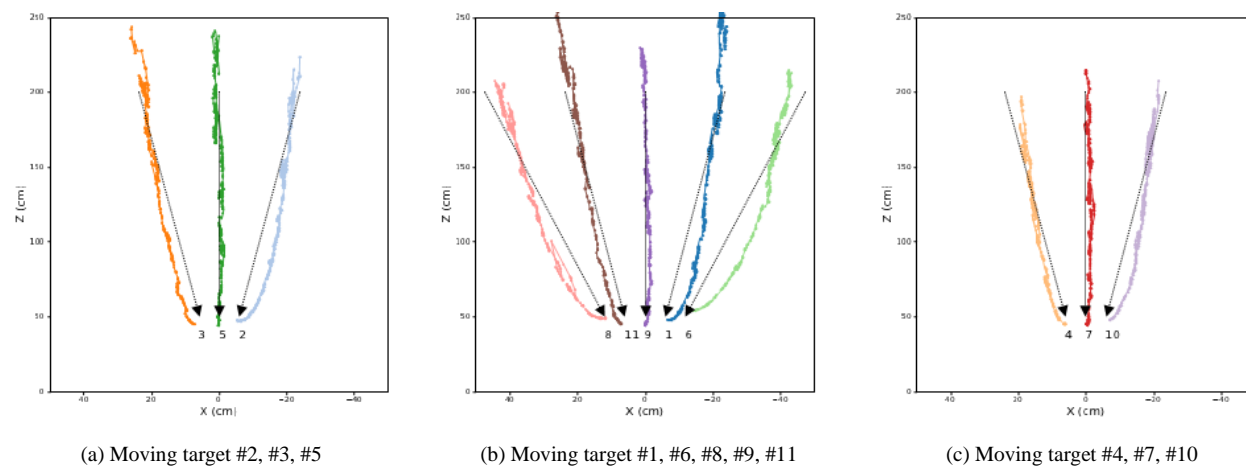 250
200
150
100
50
0
Z (cm)
3 5 2
40 20 0 −20 −40
X (cm)
(a) Moving target #2, #3, #5
250
200
150
100
50
0
Z (cm)
8 11 9 1 6
40 20 0 −20 −40
X (cm)
(b) Moving target #1, #6, #8, #9, #11
250
200
150
100
50
0
Z (cm)
4 7 10
40 20 0 −20 −40
X (cm)
(c) Moving target #4, #7, #10